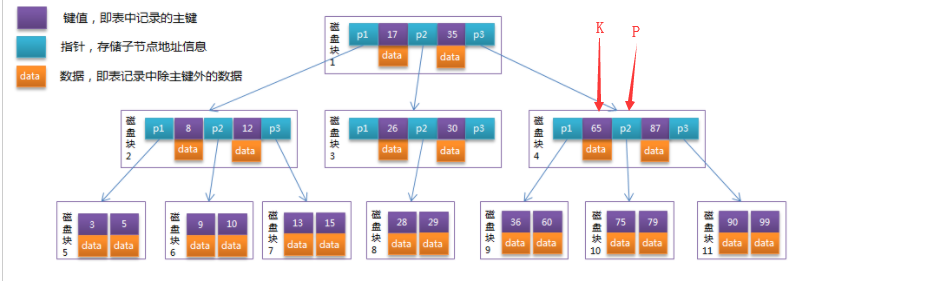 键值，即表中记录的主键
指针，存储子节点地址信息
data 数据，即表记录中除主键外的数据
磁盘块1 p1 17 p2 35 p3
data data
K P
磁盘块2 p1 8 p2 12 p3
data data
磁盘块3 p1 26 p2 30 p3
data data
磁盘块4 p1 65 p2 87 p3
data data
磁盘块5 3 5
data data
磁盘块6 9 10
data data
磁盘块7 13 15
data data
磁盘块8 28 29
data data
磁盘块9 36 60
data data
磁盘块10 75 79
data data
磁盘块11 90 99
data data